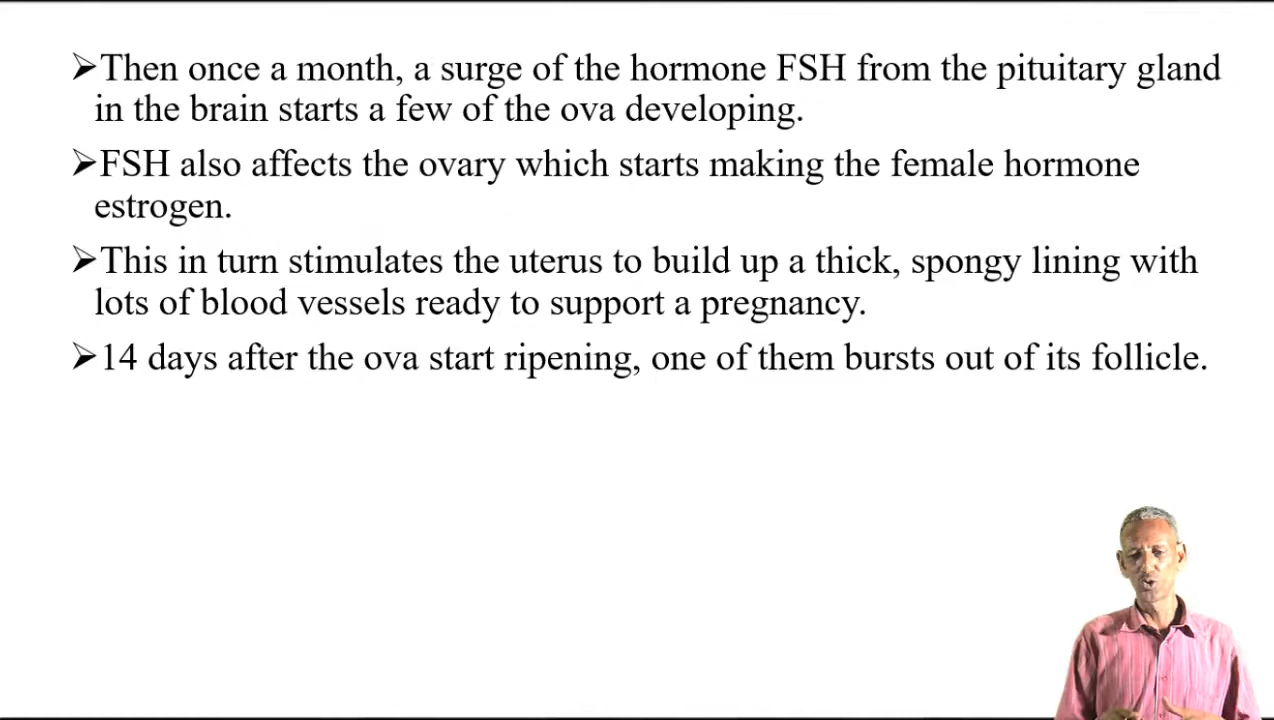 ➢Then once a month, a surge of the hormone FSH from the pituitary gland
in the brain starts a few of the ova developing.
➢FSH also affects the ovary which starts making the female hormone
estrogen.
➢This in turn stimulates the uterus to build up a thick, spongy lining with
lots of blood vessels ready to support a pregnancy.
➢14 days after the ova start ripening, one of them bursts out of its follicle.